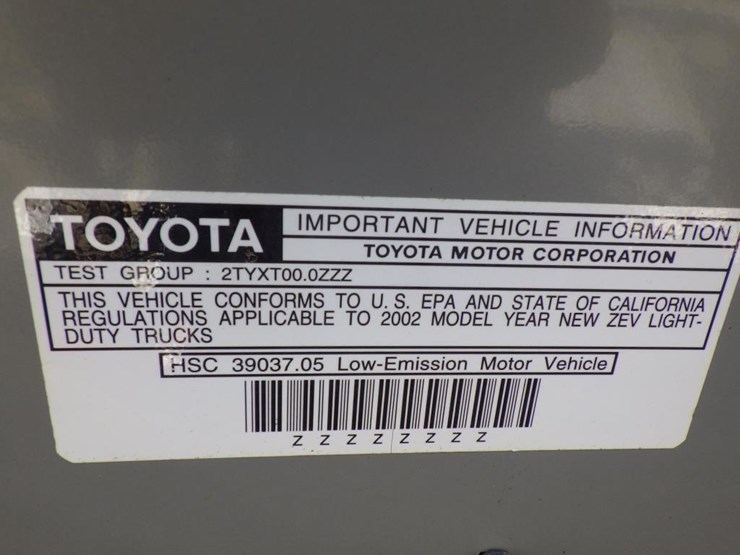 TOYOTA
IMPORTANT VEHICLE INFORMATION
TOYOTA MOTOR CORPORATION
TEST GROUP : 2TYXT00.0ZZZ
THIS VEHICLE CONFORMS TO U.S. EPA AND STATE OF CALIFORNIA
REGULATIONS APPLICABLE TO 2002 MODEL YEAR NEW ZEV LIGHT-
DUTY TRUCKS
HSC 39037.05 Low-Emission Motor Vehicle
Z Z Z Z Z Z Z Z